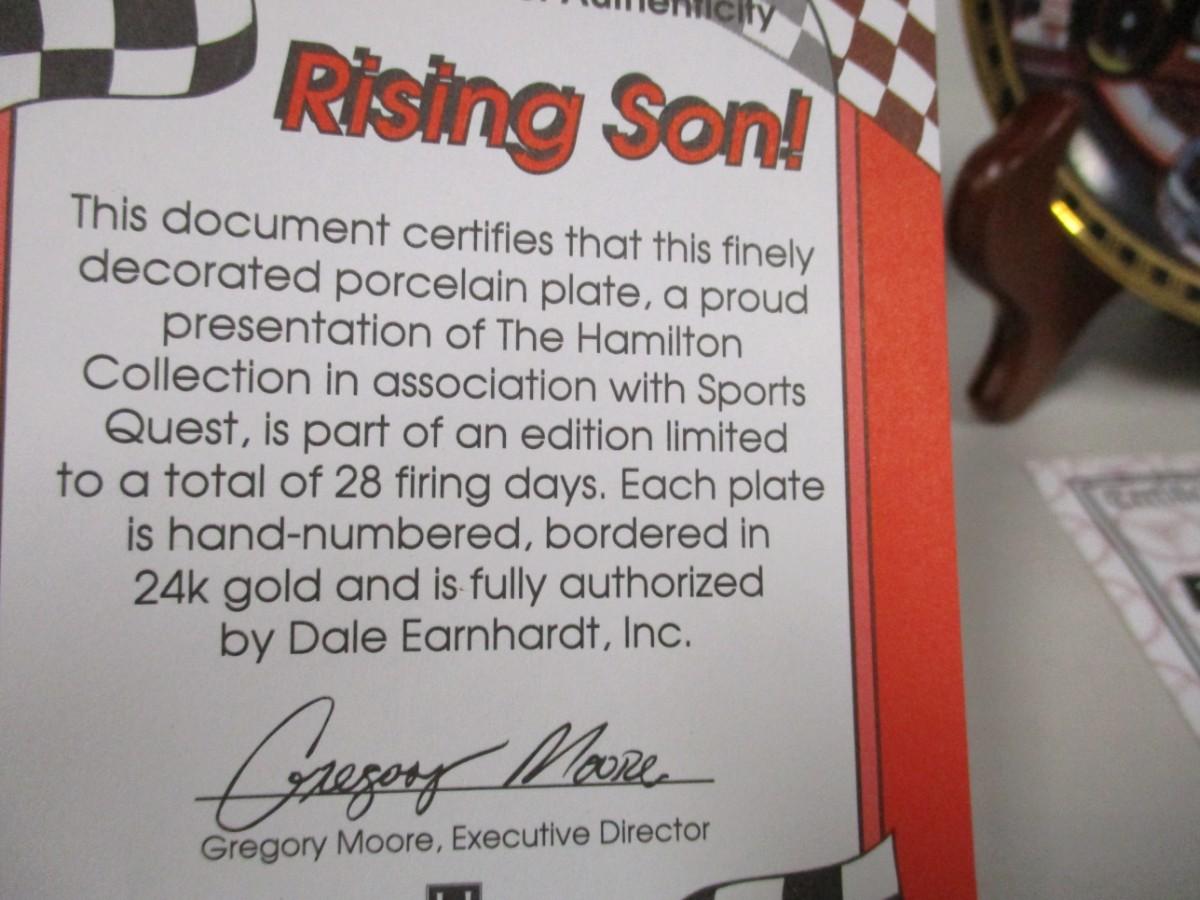 Authenticity
Rising Son!
This document certifies that this finely
decorated porcelain plate, a proud
presentation of The Hamilton
Collection in association with Sports
Quest, is part of an edition limited
to a total of 28 firing days. Each plate
is hand-numbered, bordered in
24k gold and is fully authorized
by Dale Earnhardt, Inc.
Gregory Moore
Gregory Moore, Executive Director